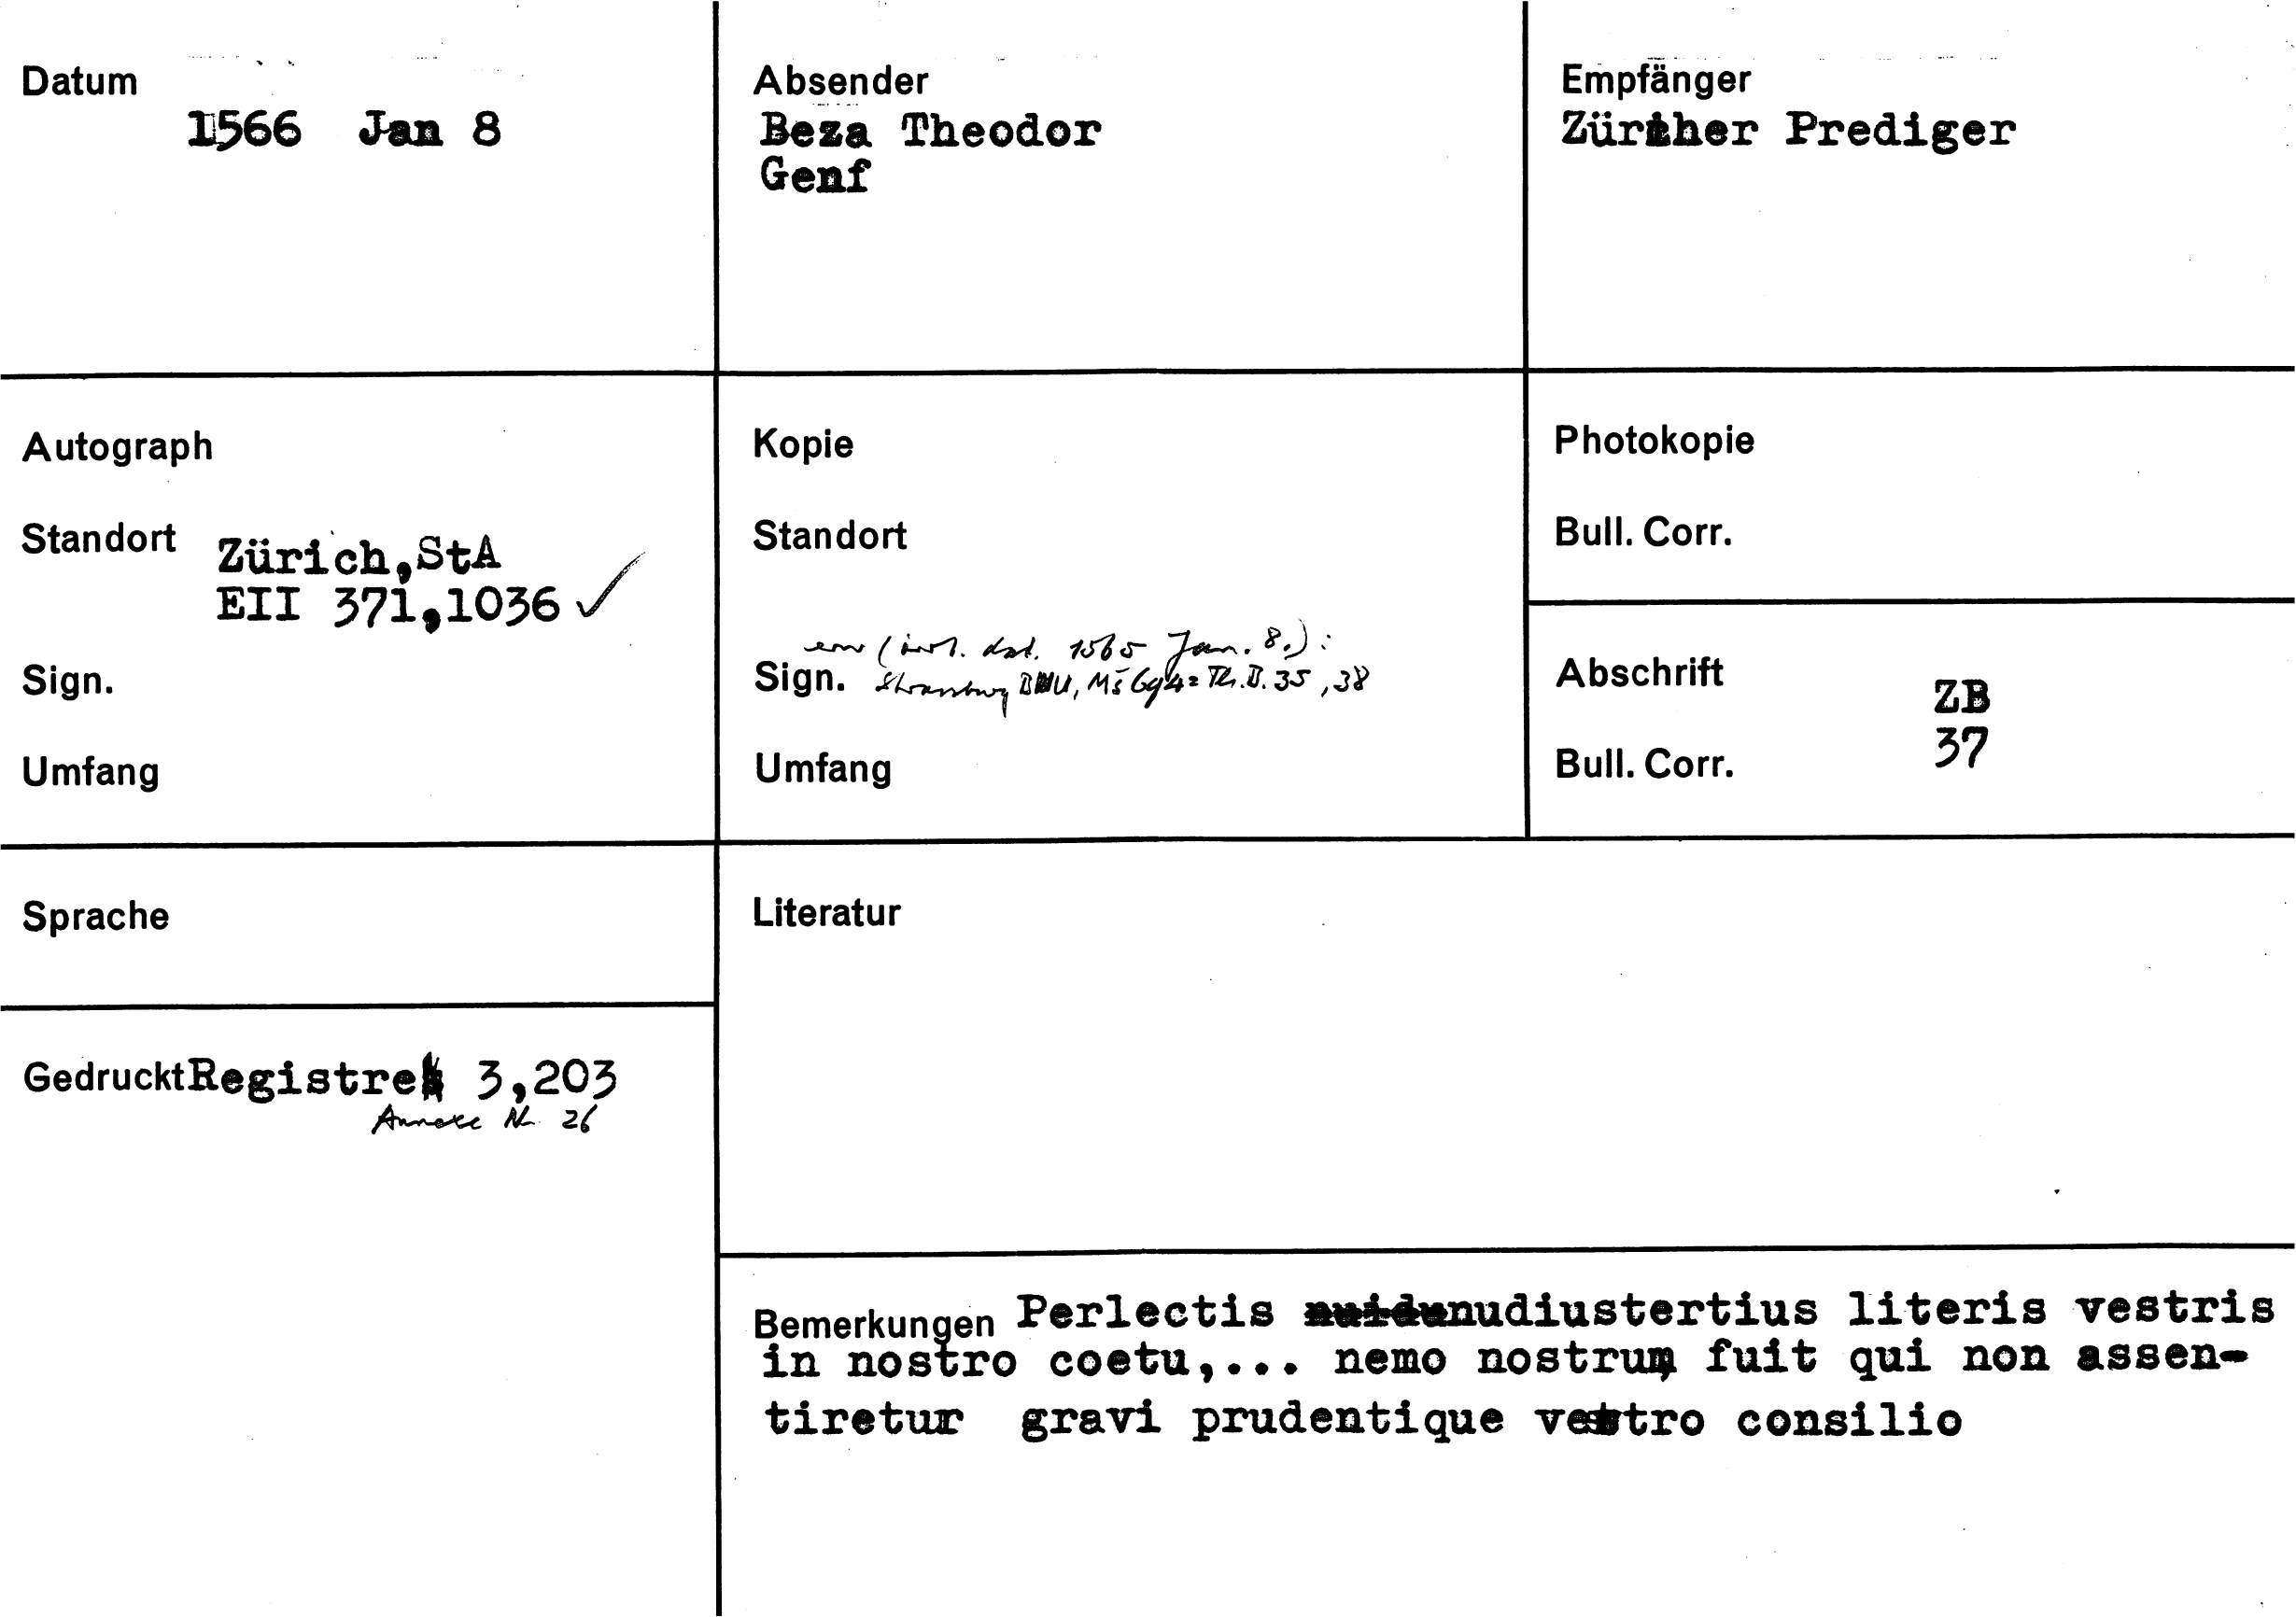 Datum
1566 Jan 8
Absender
Beza Theodor
Genf
Empfänger
Zürcher Prediger
Autograph
Standort Zürich,StA
EII 371,1036 ✓
Sign.
Umfang
Kopie
Standort
(irrt. dat. 1565 Jan. 8.):
Sign. Strassburg BNU, Ms 694= Th.B. 35, 38
Umfang
Photokopie
Bull. Corr.
Abschrift ZB
Bull. Corr. 37
Sprache
Gedruckt Registres 3,203
Annexe Nr. 26
Literatur
Bemerkungen Perlectis nudiustertius literis vestris
in nostro coetu,... nemo nostrum fuit qui non assen-
tiretur gravi prudentique vestro consilio